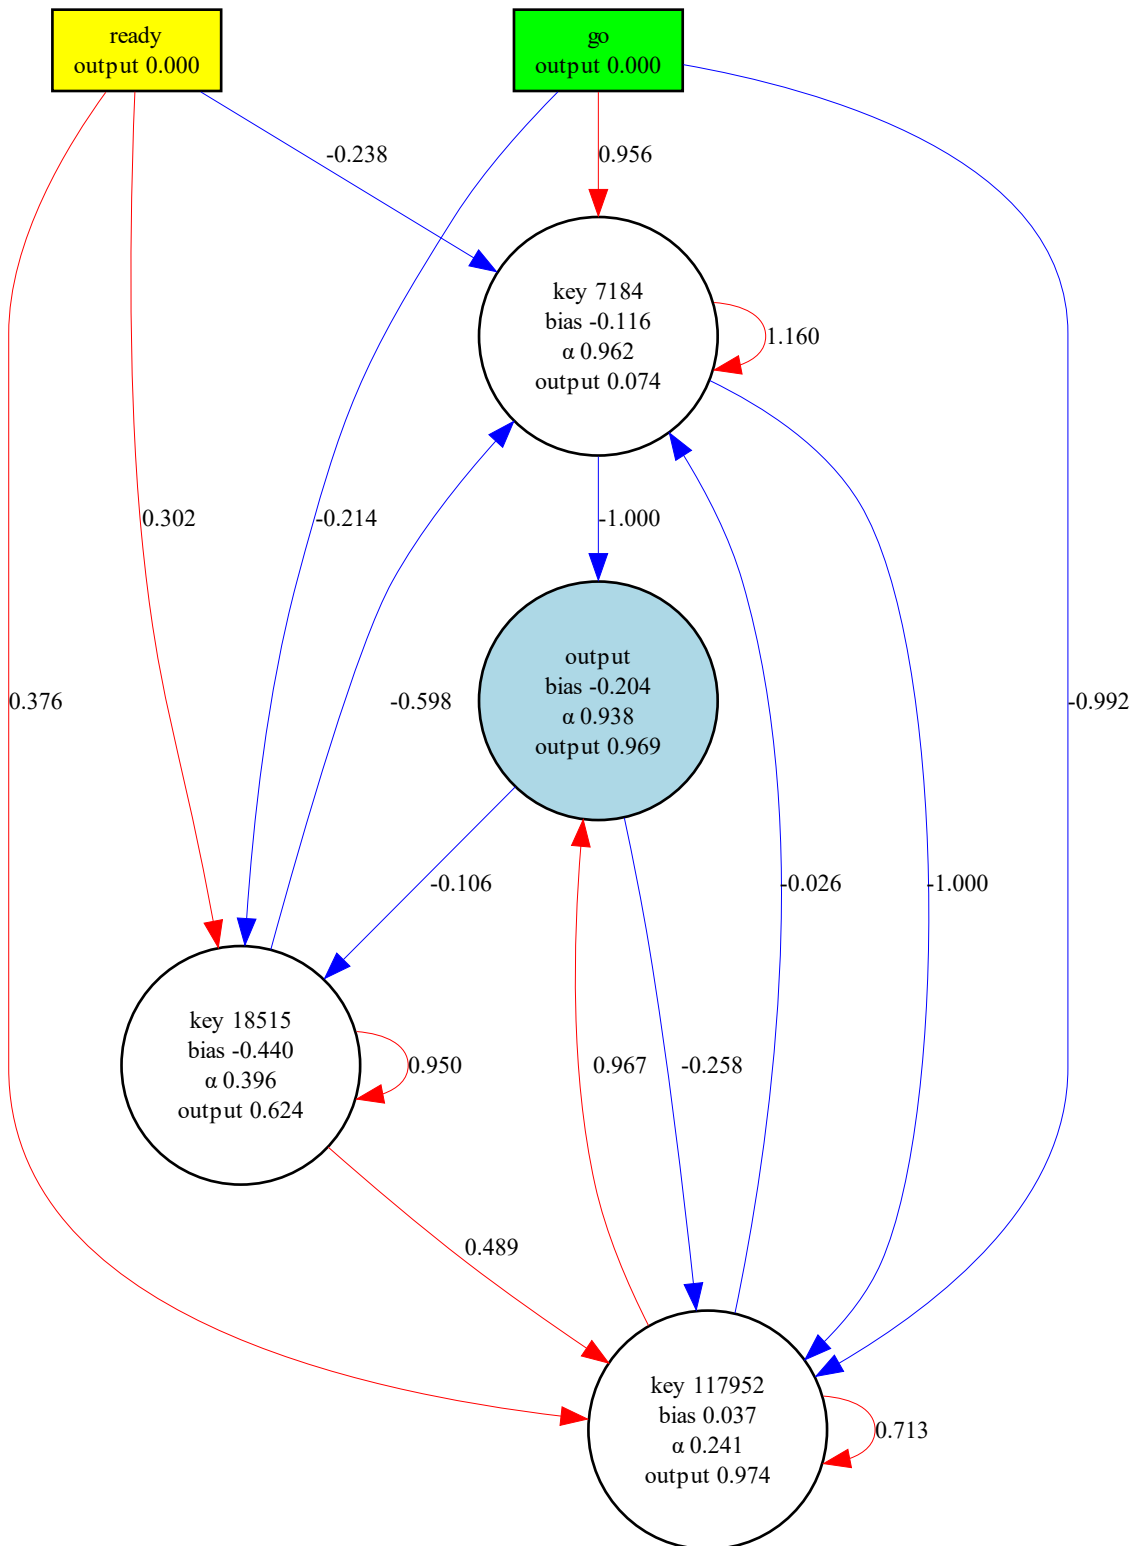 ready
output 0.000
go
output 0.000
-0.238
0.956
key 7184
bias -0.116
α 0.962
output 0.074
1.160
0.302
-0.214
-1.000
output
bias -0.204
α 0.938
output 0.969
0.376
-0.598
-0.992
-0.106
-0.026
-1.000
key 18515
bias -0.440
α 0.396
output 0.624
0.950
0.967
-0.258
0.489
key 117952
bias 0.037
α 0.241
output 0.974
0.713